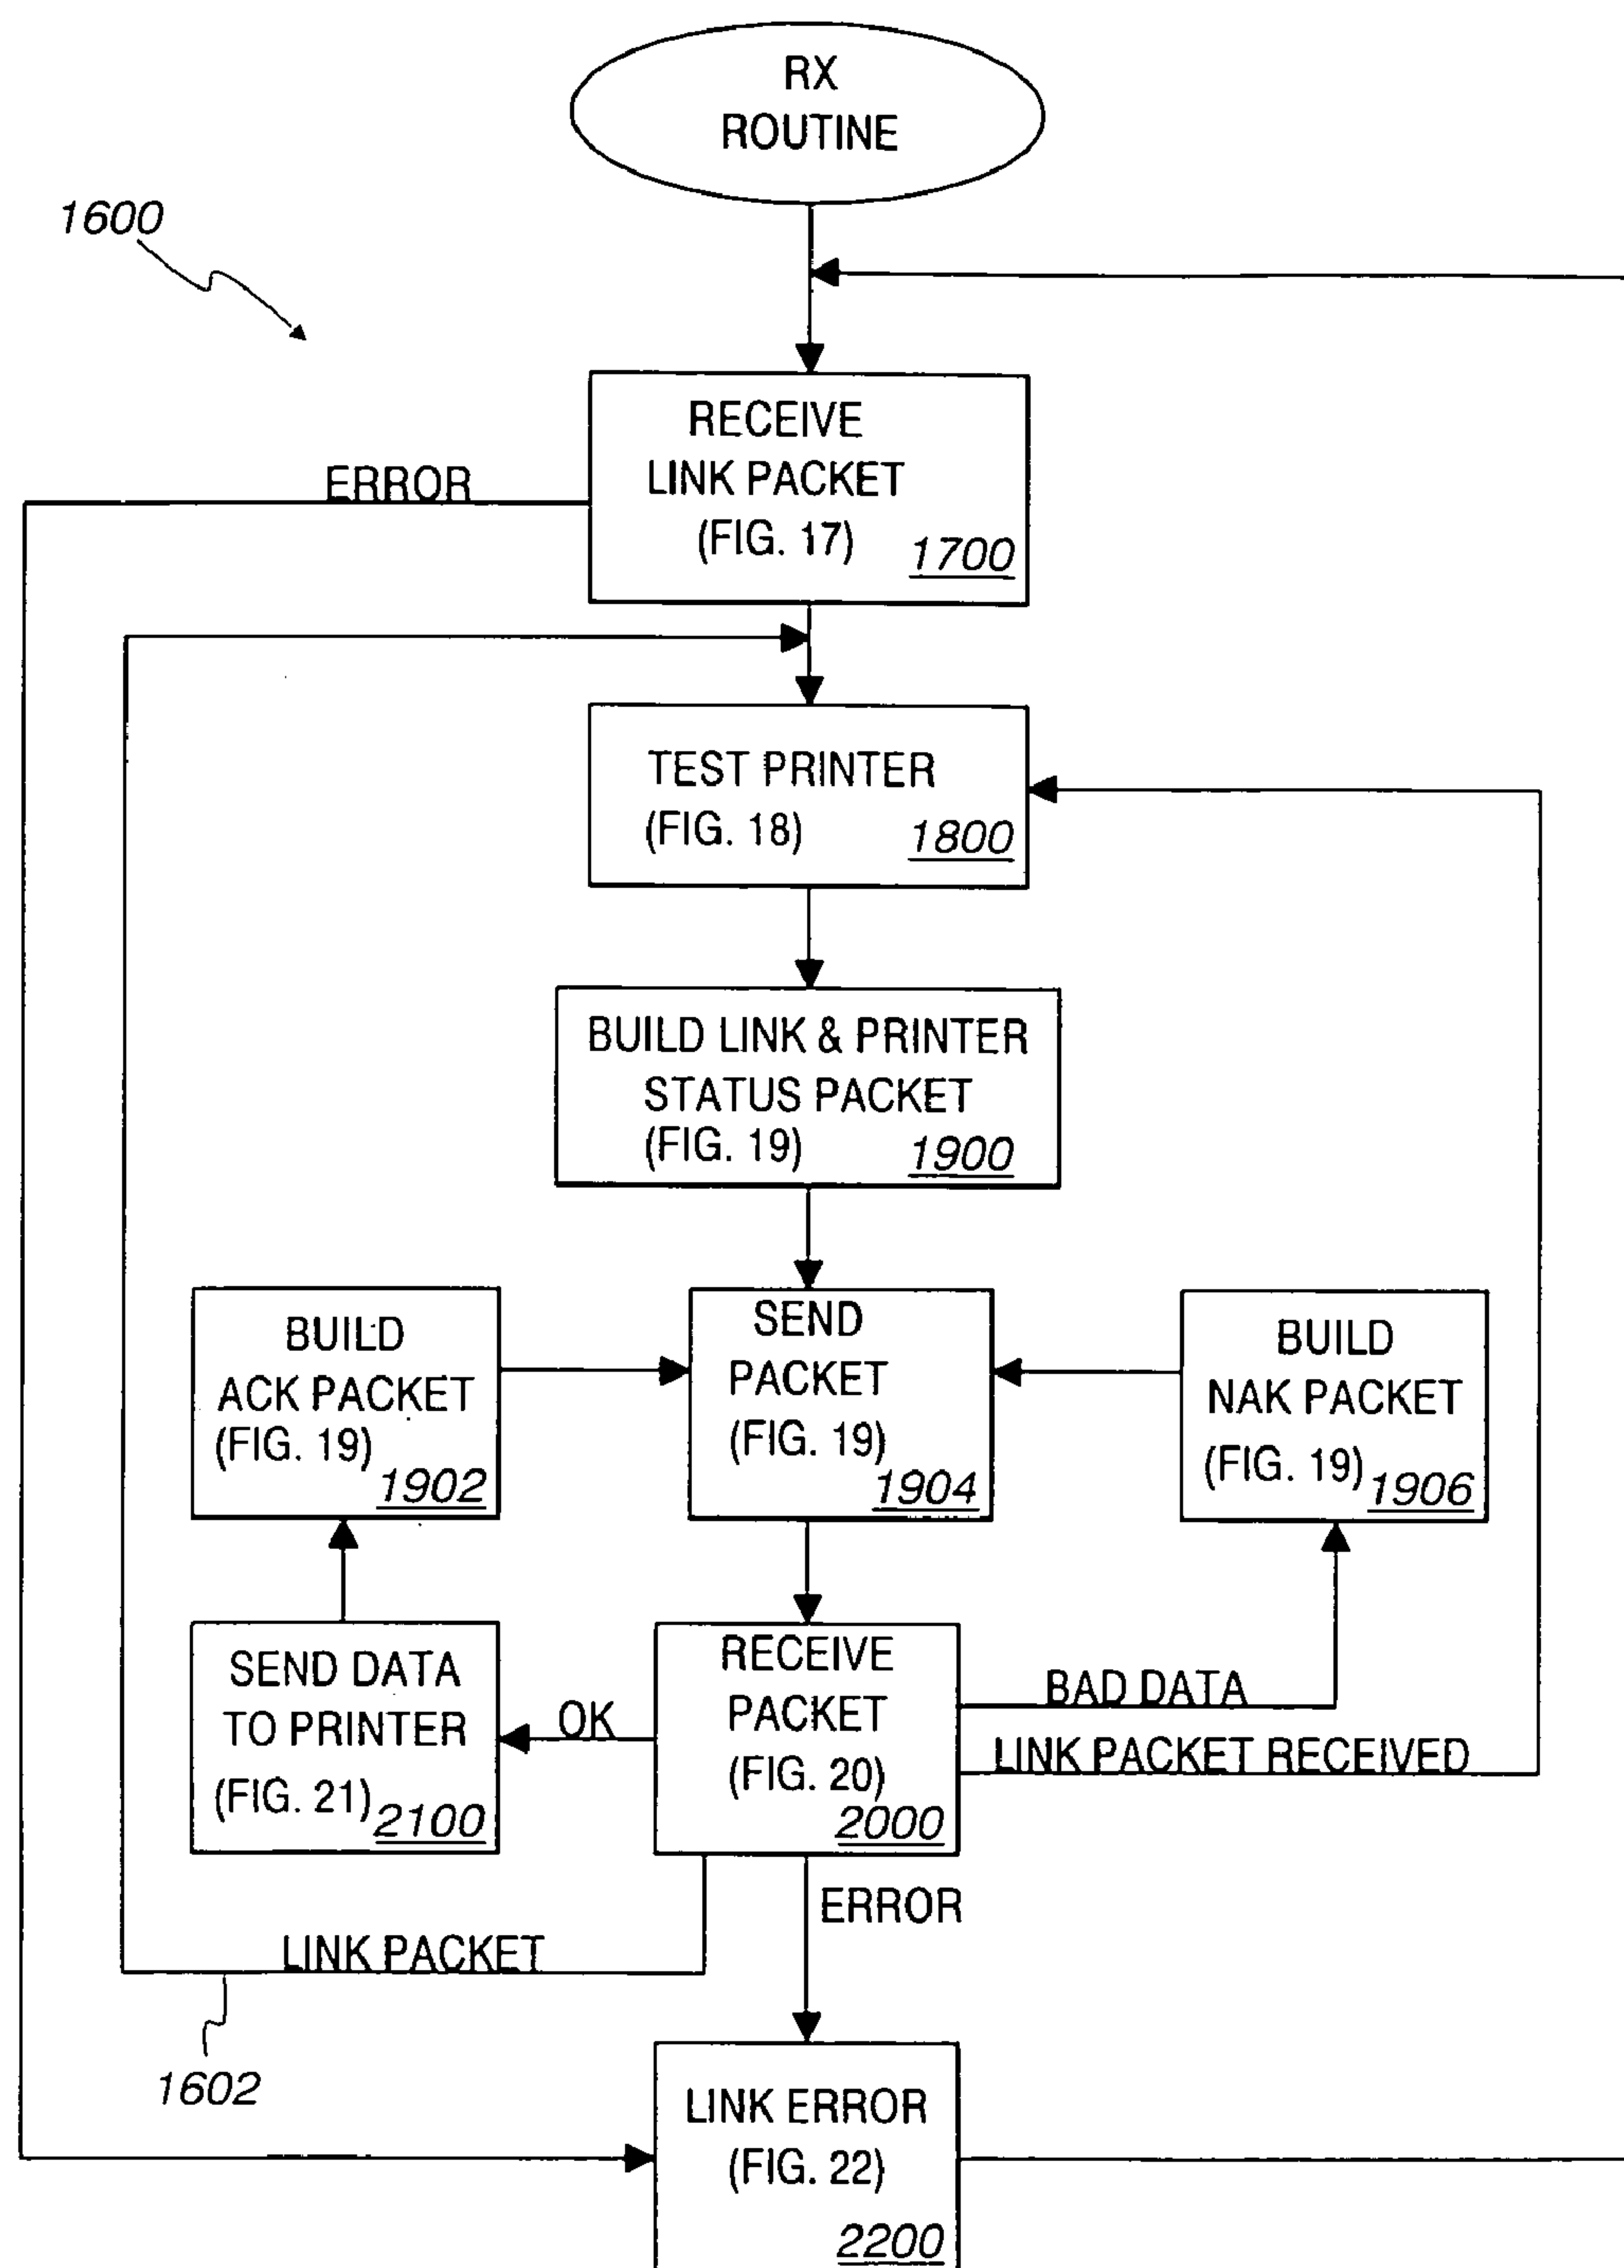 RX
ROUTINE
1600
RECEIVE
LINK PACKET
(FIG. 17)
1700
ERROR
TEST PRINTER
(FIG. 18)
1800
BUILD LINK & PRINTER
STATUS PACKET
(FIG. 19)
1900
BUILD
ACK PACKET
(FIG. 19)
1902
SEND
PACKET
(FIG. 19)
1904
BUILD
NAK PACKET
(FIG. 19)
1906
SEND DATA
TO PRINTER
(FIG. 21)
2100
OK
RECEIVE
PACKET
(FIG. 20)
2000
BAD DATA
LINK PACKET RECEIVED
ERROR
LINK PACKET
1602
LINK ERROR
(FIG. 22)
2200